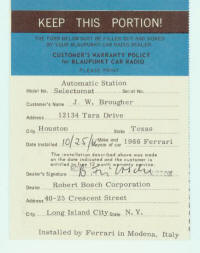 KEEP THIS PORTION!
THE FORM BELOW MUST BE FILLED OUT AND SIGNED
BY YOUR BLAUPUNKT CAR RADIO DEALER
CUSTOMER'S WARRANTY POLICY
for BLAUPUNKT CAR RADIO
PLEASE PRINT
Automatic Station
Model No. Selectomat Serial No.
Customer's Name J. W. Brougher
Address 12134 Tara Drive
City Houston State Texas
Date Installed 10/25/ Make and year of car 1966 Ferrari
The installation described above was made
on the date indicated and the customer is
entitled to free 12 month warranty service.
Dealer's Signature
Dealer Robert Bosch Corporation
Address 40-25 Crescent Street
City Long Island City State N. Y.
Installed by Ferrari in Modena, Italy